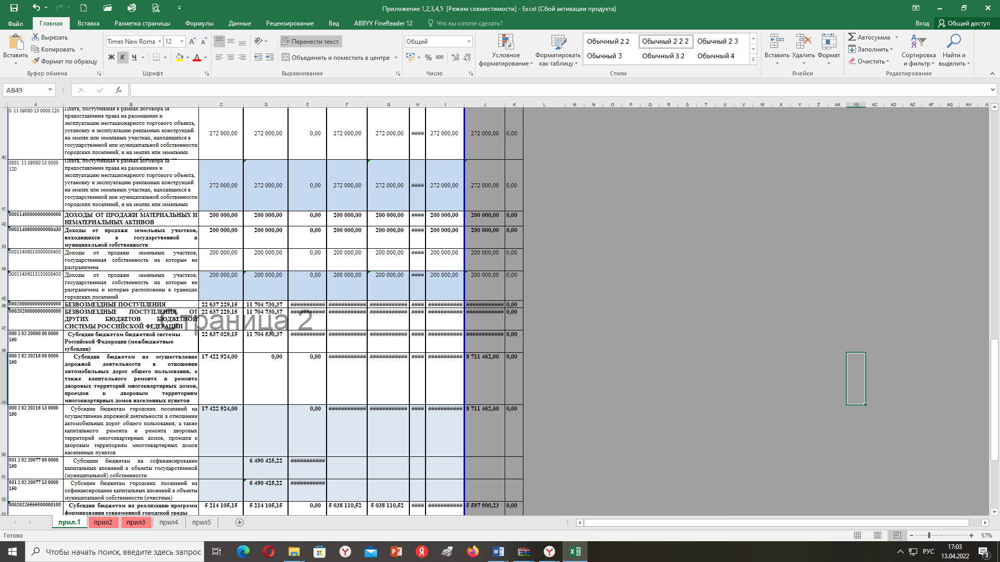 Приложение 1,2,3,4,5 [Режим совместимости] - Excel (Сбой активации продукта)
Файл Главная Вставка Разметка страницы Формулы Данные Рецензирование Вид ABBYY FineReader 12 Что вы хотите сделать? Вход Общий доступ
Вставить
Вырезать
Копировать
Формат по образцу
Буфер обмена
Times New Roma 12
Ж К Ч
Шрифт
Перенести текст
Объединить и поместить в центре
Выравнивание
Общий
% 000
Число
Условное форматирование
Форматировать как таблицу
Обычный 2 2 Обычный 2 2 2 Обычный 2 3
Обычный 3 Обычный 3 2 Обычный 4
Стили
Вставить Удалить Формат
Ячейки
Автосумма
Заполнить
Очистить
Сортировка и фильтр
Найти и выделить
Редактирование
AB49
A B C D E F G H I J K L M N O P Q R S T U V W X Y Z AA AB AC AD AE AF AG AH
40 0 11 09080 13 0000 120 Плата, поступившая в рамках договора за 272 000,00 272 000,00 0,00 272 000,00 272 000,00 #### 272 000,00 272 000,00 0,00
предоставление права на размещение и
эксплуатацию нестационарного торгового объекта,
установку и эксплуатацию рекламных конструкций
на землях или земельных участках, находящихся в
государственной или муниципальной собственности
городских поселений, и на землях или земельных
41 0001 11 09080 13 0000 120 Плата, поступившая в рамках договора за 272 000,00 272 000,00 0,00 272 000,00 272 000,00 #### 272 000,00 272 000,00 0,00
предоставление права на размещение и
эксплуатацию нестационарного торгового объекта,
установку и эксплуатацию рекламных конструкций
на землях или земельных участках, находящихся в
государственной или муниципальной собственности
городских поселений, и на землях или земельных
42 00011400000000000000 ДОХОДЫ ОТ ПРОДАЖИ МАТЕРИАЛЬНЫХ И 200 000,00 200 000,00 0,00 200 000,00 200 000,00 #### 200 000,00 200 000,00 0,00
НЕМАТЕРИАЛЬНЫХ АКТИВОВ
43 00011406000000000430 Доходы от продажи земельных участков, 200 000,00 200 000,00 0,00 200 000,00 200 000,00 #### 200 000,00 200 000,00 0,00
находящихся в государственной и
муниципальной собственности
44 00011406010000000430 Доходы от продажи земельных участков, 200 000,00 200 000,00 0,00 200 000,00 200 000,00 #### 200 000,00 200 000,00 0,00
государственная собственность на которые не
разграничена
45 00011406013130000430 Доходы от продажи земельных участков, 200 000,00 200 000,00 0,00 200 000,00 200 000,00 #### 200 000,00 200 000,00 0,00
государственная собственность на которые не
разграничена и которые расположены в границах
городских поселений
46 00020000000000000000 БЕЗВОЗМЕЗДНЫЕ ПОСТУПЛЕНИЯ 22 637 229,15 11 704 730,37 ########### ############ ############ #### ########### ############ 0,00
47 00020200000000000000 БЕЗВОЗМЕЗДНЫЕ ПОСТУПЛЕНИЯ ОТ 22 637 229,15 11 704 730,37 ########### ############ ############ #### ########### ############ 0,00
ДРУГИХ БЮДЖЕТОВ БЮДЖЕТНОЙ
СИСТЕМЫ РОССИЙСКОЙ ФЕДЕРАЦИИ
Страница 2
48 000 2 02 20000 00 0000 150 Субсидии бюджетам бюджетной системы 22 637 029,15 11 704 530,37 ########### ############ ############ #### ########### ############ 0,00
Российской Федерации (межбюджетные
субсидии)
49 000 2 02 20216 00 0000 150 Субсидии бюджетам на осуществление 17 422 924,00 0,00 0,00 ############ ############ #### ########### 8 711 462,00 0,00
дорожной деятельности в отношении
автомобильных дорог общего пользования, а
также капитального ремонта и ремонта
дворовых территорий многоквартирных домов,
проездов к дворовым территориям
многоквартирных домов населенных пунктов
50 000 2 02 20216 13 0000 150 Субсидии бюджетам городских поселений на 17 422 924,00 0,00 ############ ############ #### ########### 8 711 462,00 0,00
осуществление дорожной деятельности в отношении
автомобильных дорог общего пользования, а также
капитального ремонта и ремонта дворовых
территорий многоквартирных домов, проездов к
дворовым территориям многоквартирных домов
населенных пунктов
51 931 2 02 20077 00 0000 150 Субсидии бюджетам на софинансирование 6 490 425,22 ###########
капитальных вложений в объекты государственной
(муниципальной) собственности
52 931 2 02 20077 13 0000 150 Субсидии бюджетам городских поселений на 6 490 425,22 ###########
софинансирование капитальных вложений в объекты
муниципальной собственности (очистные)
53 00020225555000000100 Субсидии бюджетам на реализацию программ 5 214 105,15 5 214 105,15 0,00 5 038 110,52 5 038 110,52 #### ########### 5 597 900,23 0,00
формирования современной городской среды
Активация Windows
прил.1 прил2 прил3 прил4 прил5
Готово
57%
Чтобы начать поиск, введите здесь запрос
РУС
17:03
13.04.2022
3